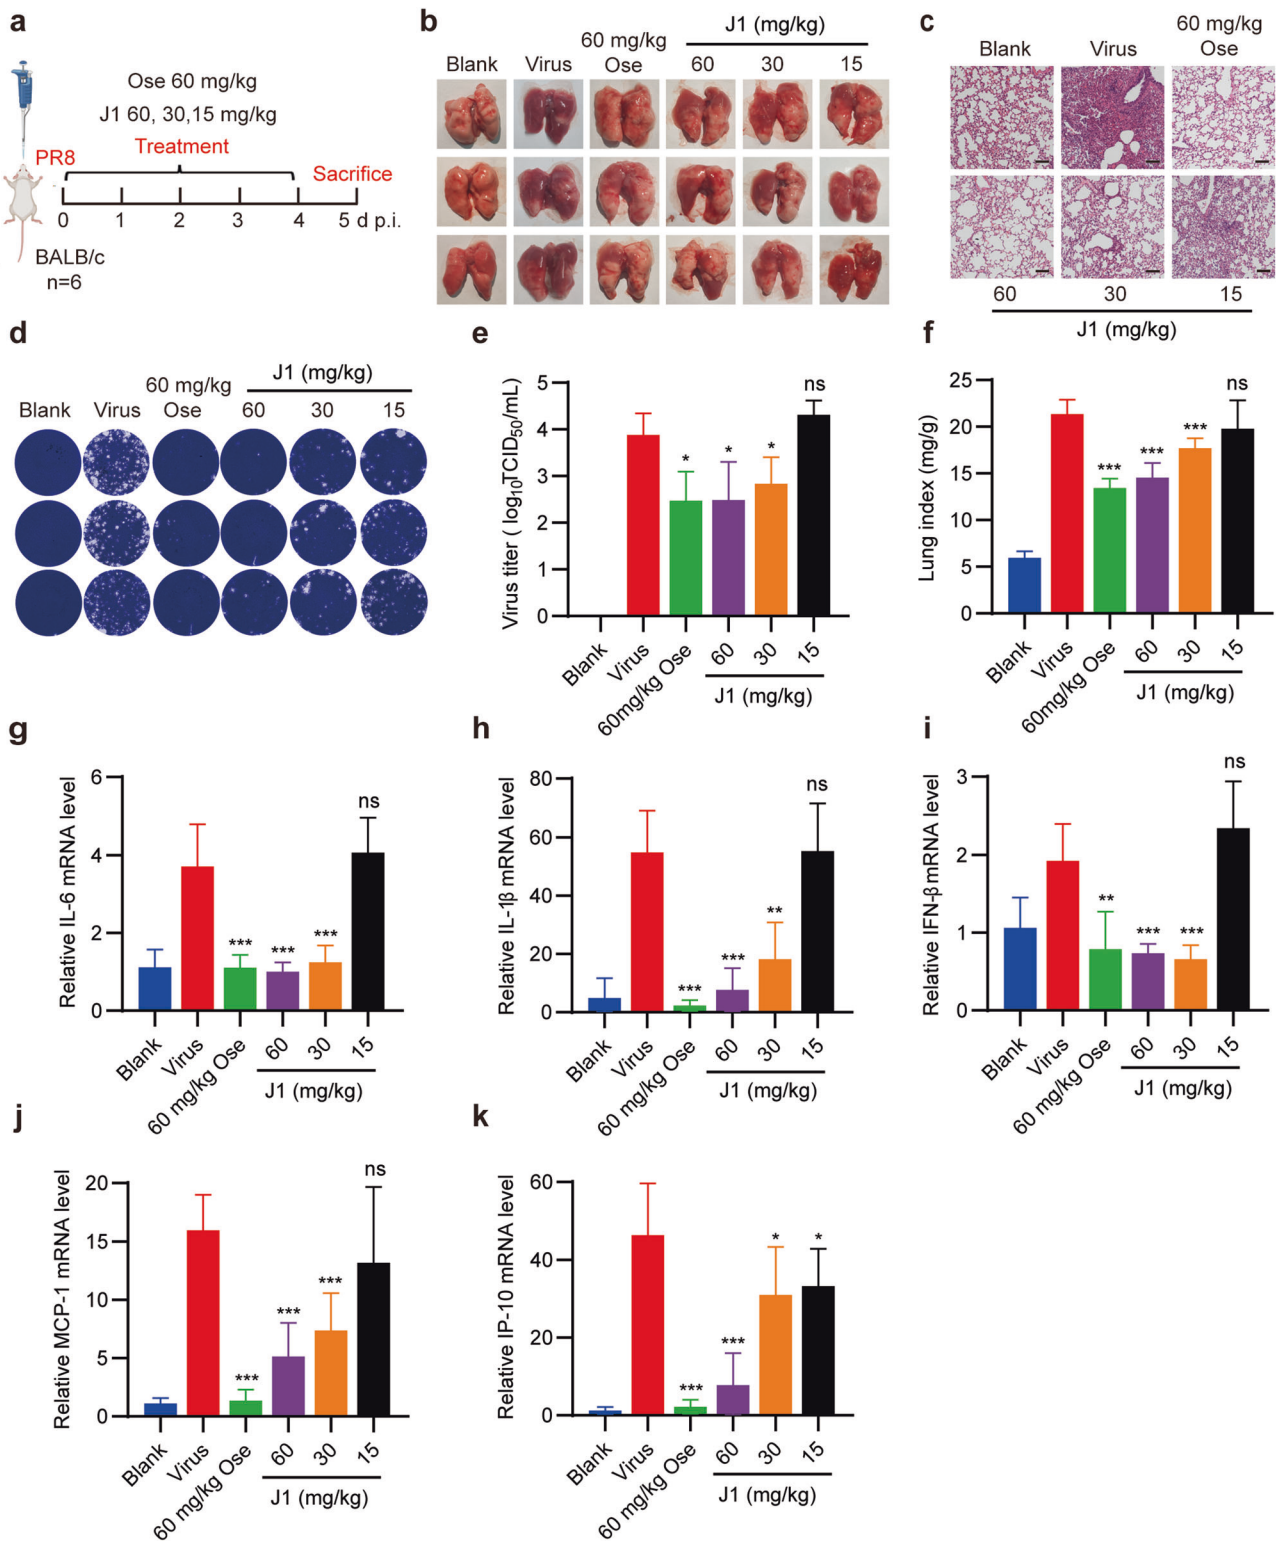 a
Ose 60 mg/kg
J1 60, 30,15 mg/kg
PR8
Treatment
Sacrifice
0 1 2 3 4 5 d p.i.
BALB/c
n=6
b
Blank Virus 60 mg/kg Ose J1 (mg/kg)
60 30 15
c
Blank Virus 60 mg/kg Ose
60 30 15
J1 (mg/kg)
d
Blank Virus 60 mg/kg Ose J1 (mg/kg)
60 30 15
e
Virus titer ( log10TCID50/mL)
5
4
3
2
1
0
* * * ns
Blank Virus 60mg/kg Ose 60 30 15
J1 (mg/kg)
f
Lung index (mg/g)
25
20
15
10
5
0
*** *** *** ns
Blank Virus 60mg/kg Ose 60 30 15
J1 (mg/kg)
g
Relative IL-6 mRNA level
6
4
2
0
*** *** *** ns
Blank Virus 60 mg/kg Ose 60 30 15
J1 (mg/kg)
h
Relative IL-1β mRNA level
80
60
40
20
0
*** *** ** ns
Blank Virus 60 mg/kg Ose 60 30 15
J1 (mg/kg)
i
Relative IFN-β mRNA level
3
2
1
0
** *** *** ns
Blank Virus 60 mg/kg Ose 60 30 15
J1 (mg/kg)
j
Relative MCP-1 mRNA level
20
15
10
5
0
*** *** *** ns
Blank Virus 60 mg/kg Ose 60 30 15
J1 (mg/kg)
k
Relative IP-10 mRNA level
60
40
20
0
*** *** * *
Blank Virus 60 mg/kg Ose 60 30 15
J1 (mg/kg)